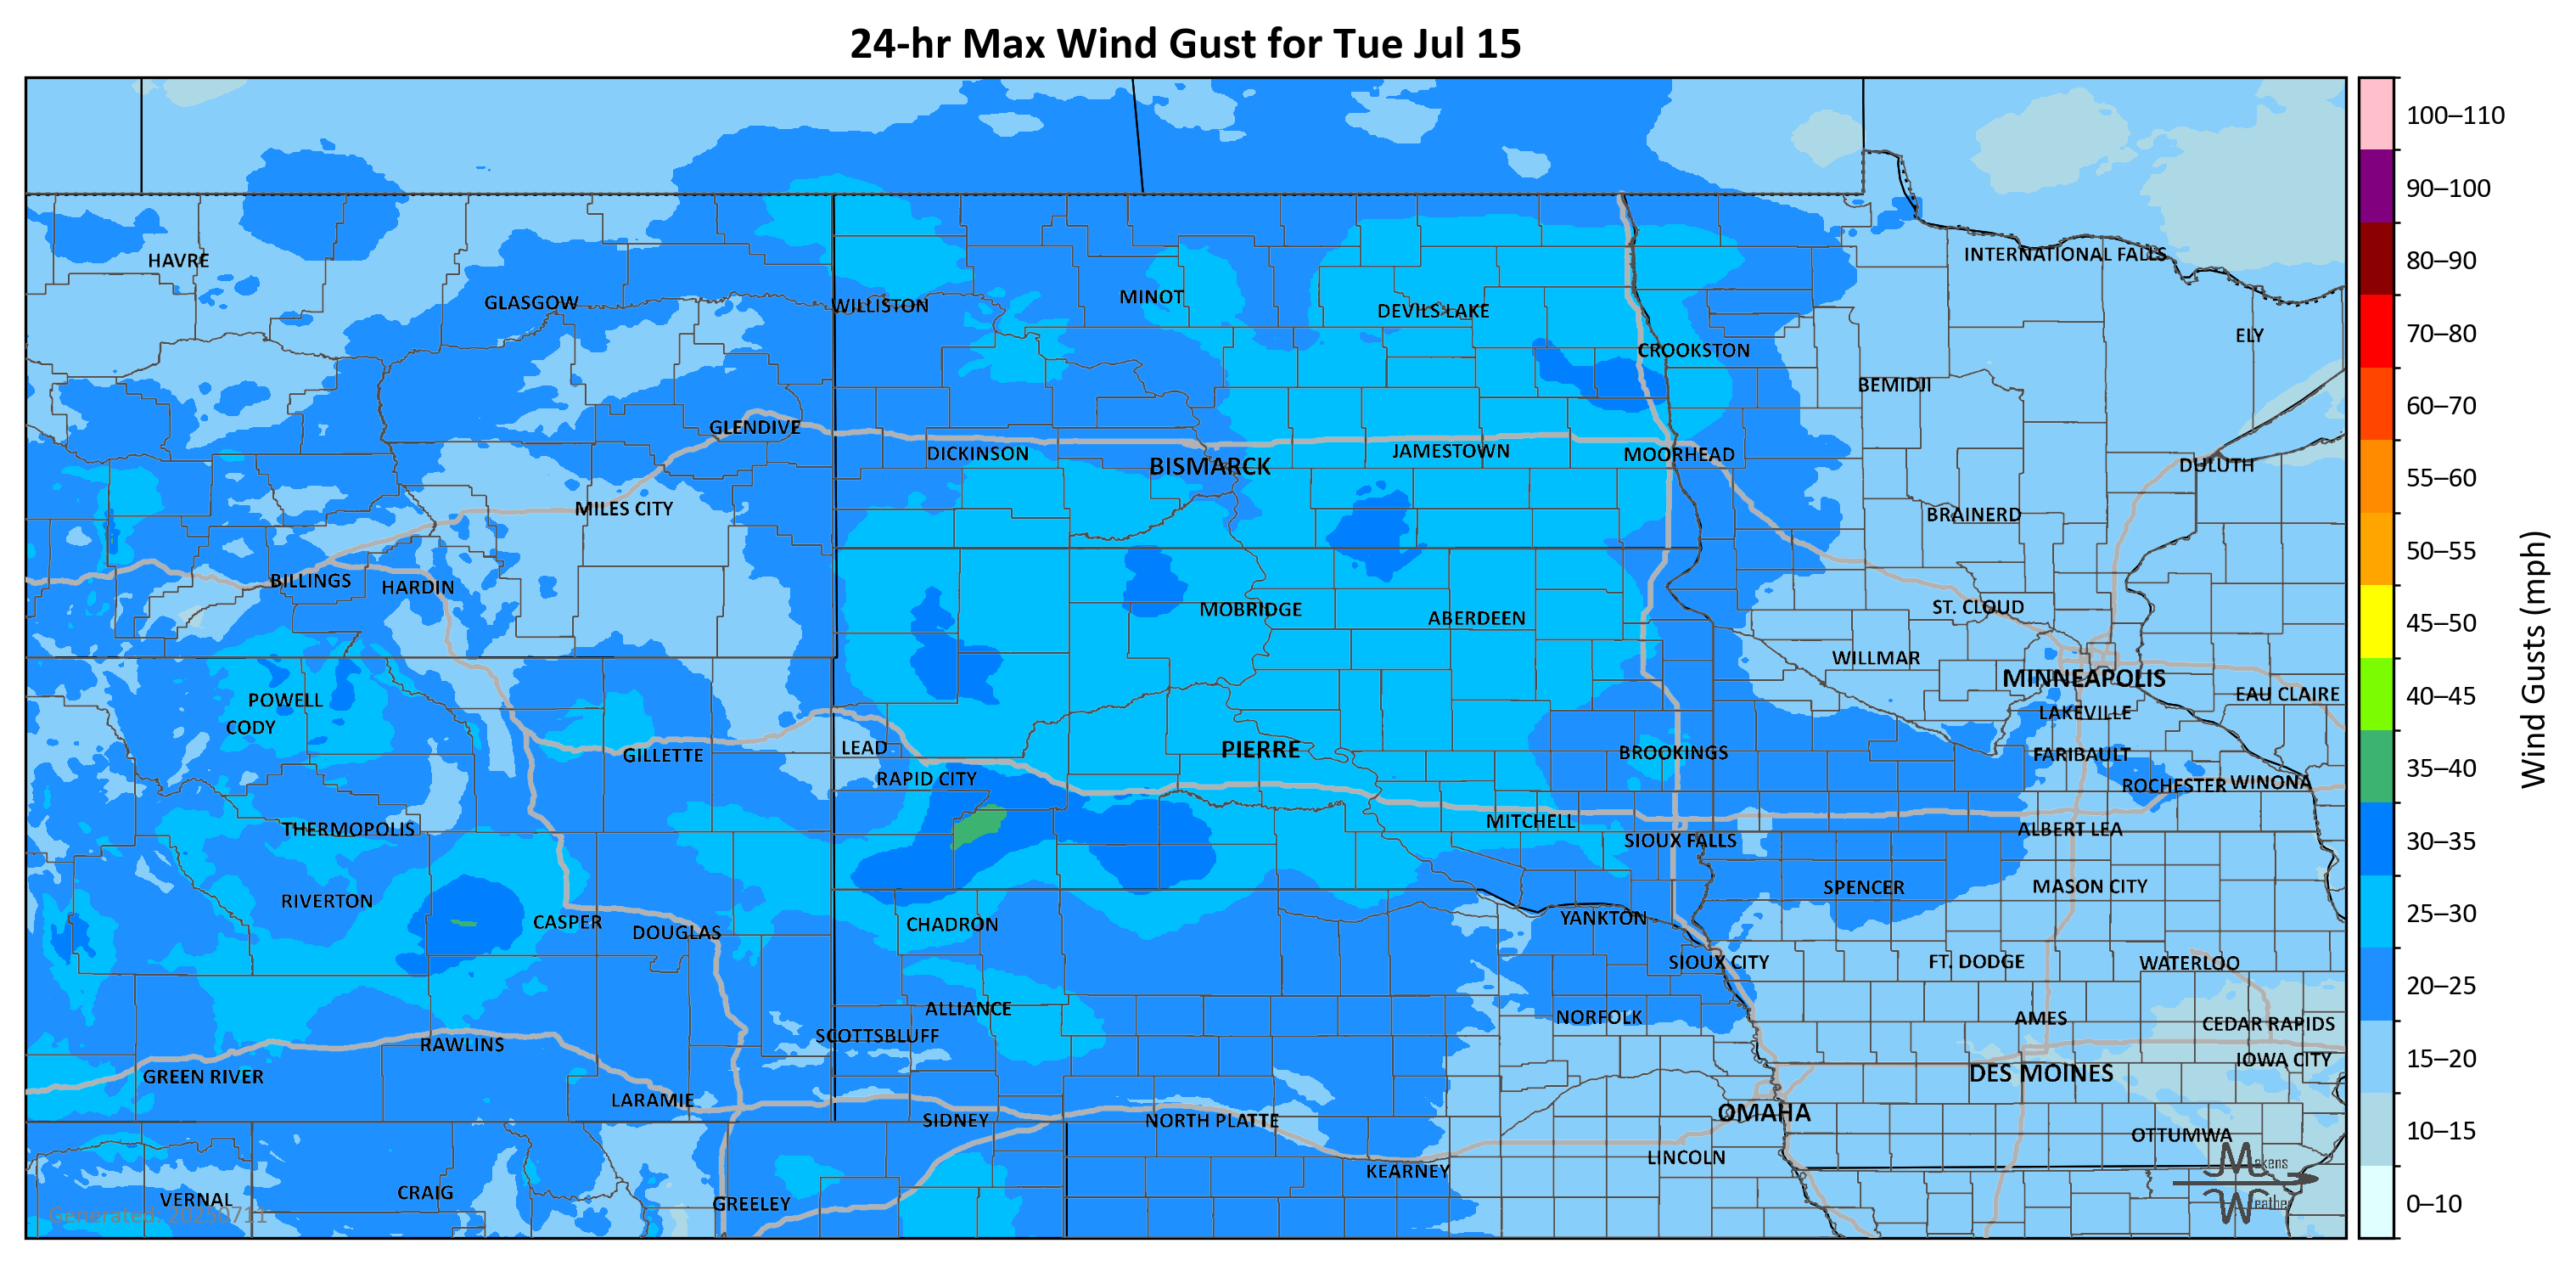 24-hr Max Wind Gust for Tue Jul 15
100–110
90–100
80–90
70–80
60–70
55–60
50–55
45–50
40–45
35–40
30–35
25–30
20–25
15–20
10–15
0–10
Wind Gusts (mph)
HAVRE
INTERNATIONAL FALLS
GLASGOW
WILLISTON
MINOT
DEVILS LAKE
ELY
CROOKSTON
BEMIDJI
GLENDIVE
DICKINSON
BISMARCK
JAMESTOWN
MOORHEAD
DULUTH
MILES CITY
BRAINERD
BILLINGS
HARDIN
MOBRIDGE
ABERDEEN
ST. CLOUD
WILLMAR
MINNEAPOLIS
EAU CLAIRE
POWELL
CODY
LAKEVILLE
GILLETTE
LEAD
PIERRE
BROOKINGS
FARIBAULT
RAPID CITY
ROCHESTER
WINONA
THERMOPOLIS
MITCHELL
SIOUX FALLS
ALBERT LEA
RIVERTON
CASPER
DOUGLAS
CHADRON
YANKTON
SPENCER
MASON CITY
SIOUX CITY
FT. DODGE
WATERLOO
ALLIANCE
NORFOLK
AMES
CEDAR RAPIDS
RAWLINS
SCOTTSBLUFF
IOWA CITY
GREEN RIVER
DES MOINES
LARAMIE
SIDNEY
NORTH PLATTE
OMAHA
OTTUMWA
KEARNEY
LINCOLN
VERNAL
CRAIG
GREELEY
Generated: 20250711
Makens
Weather